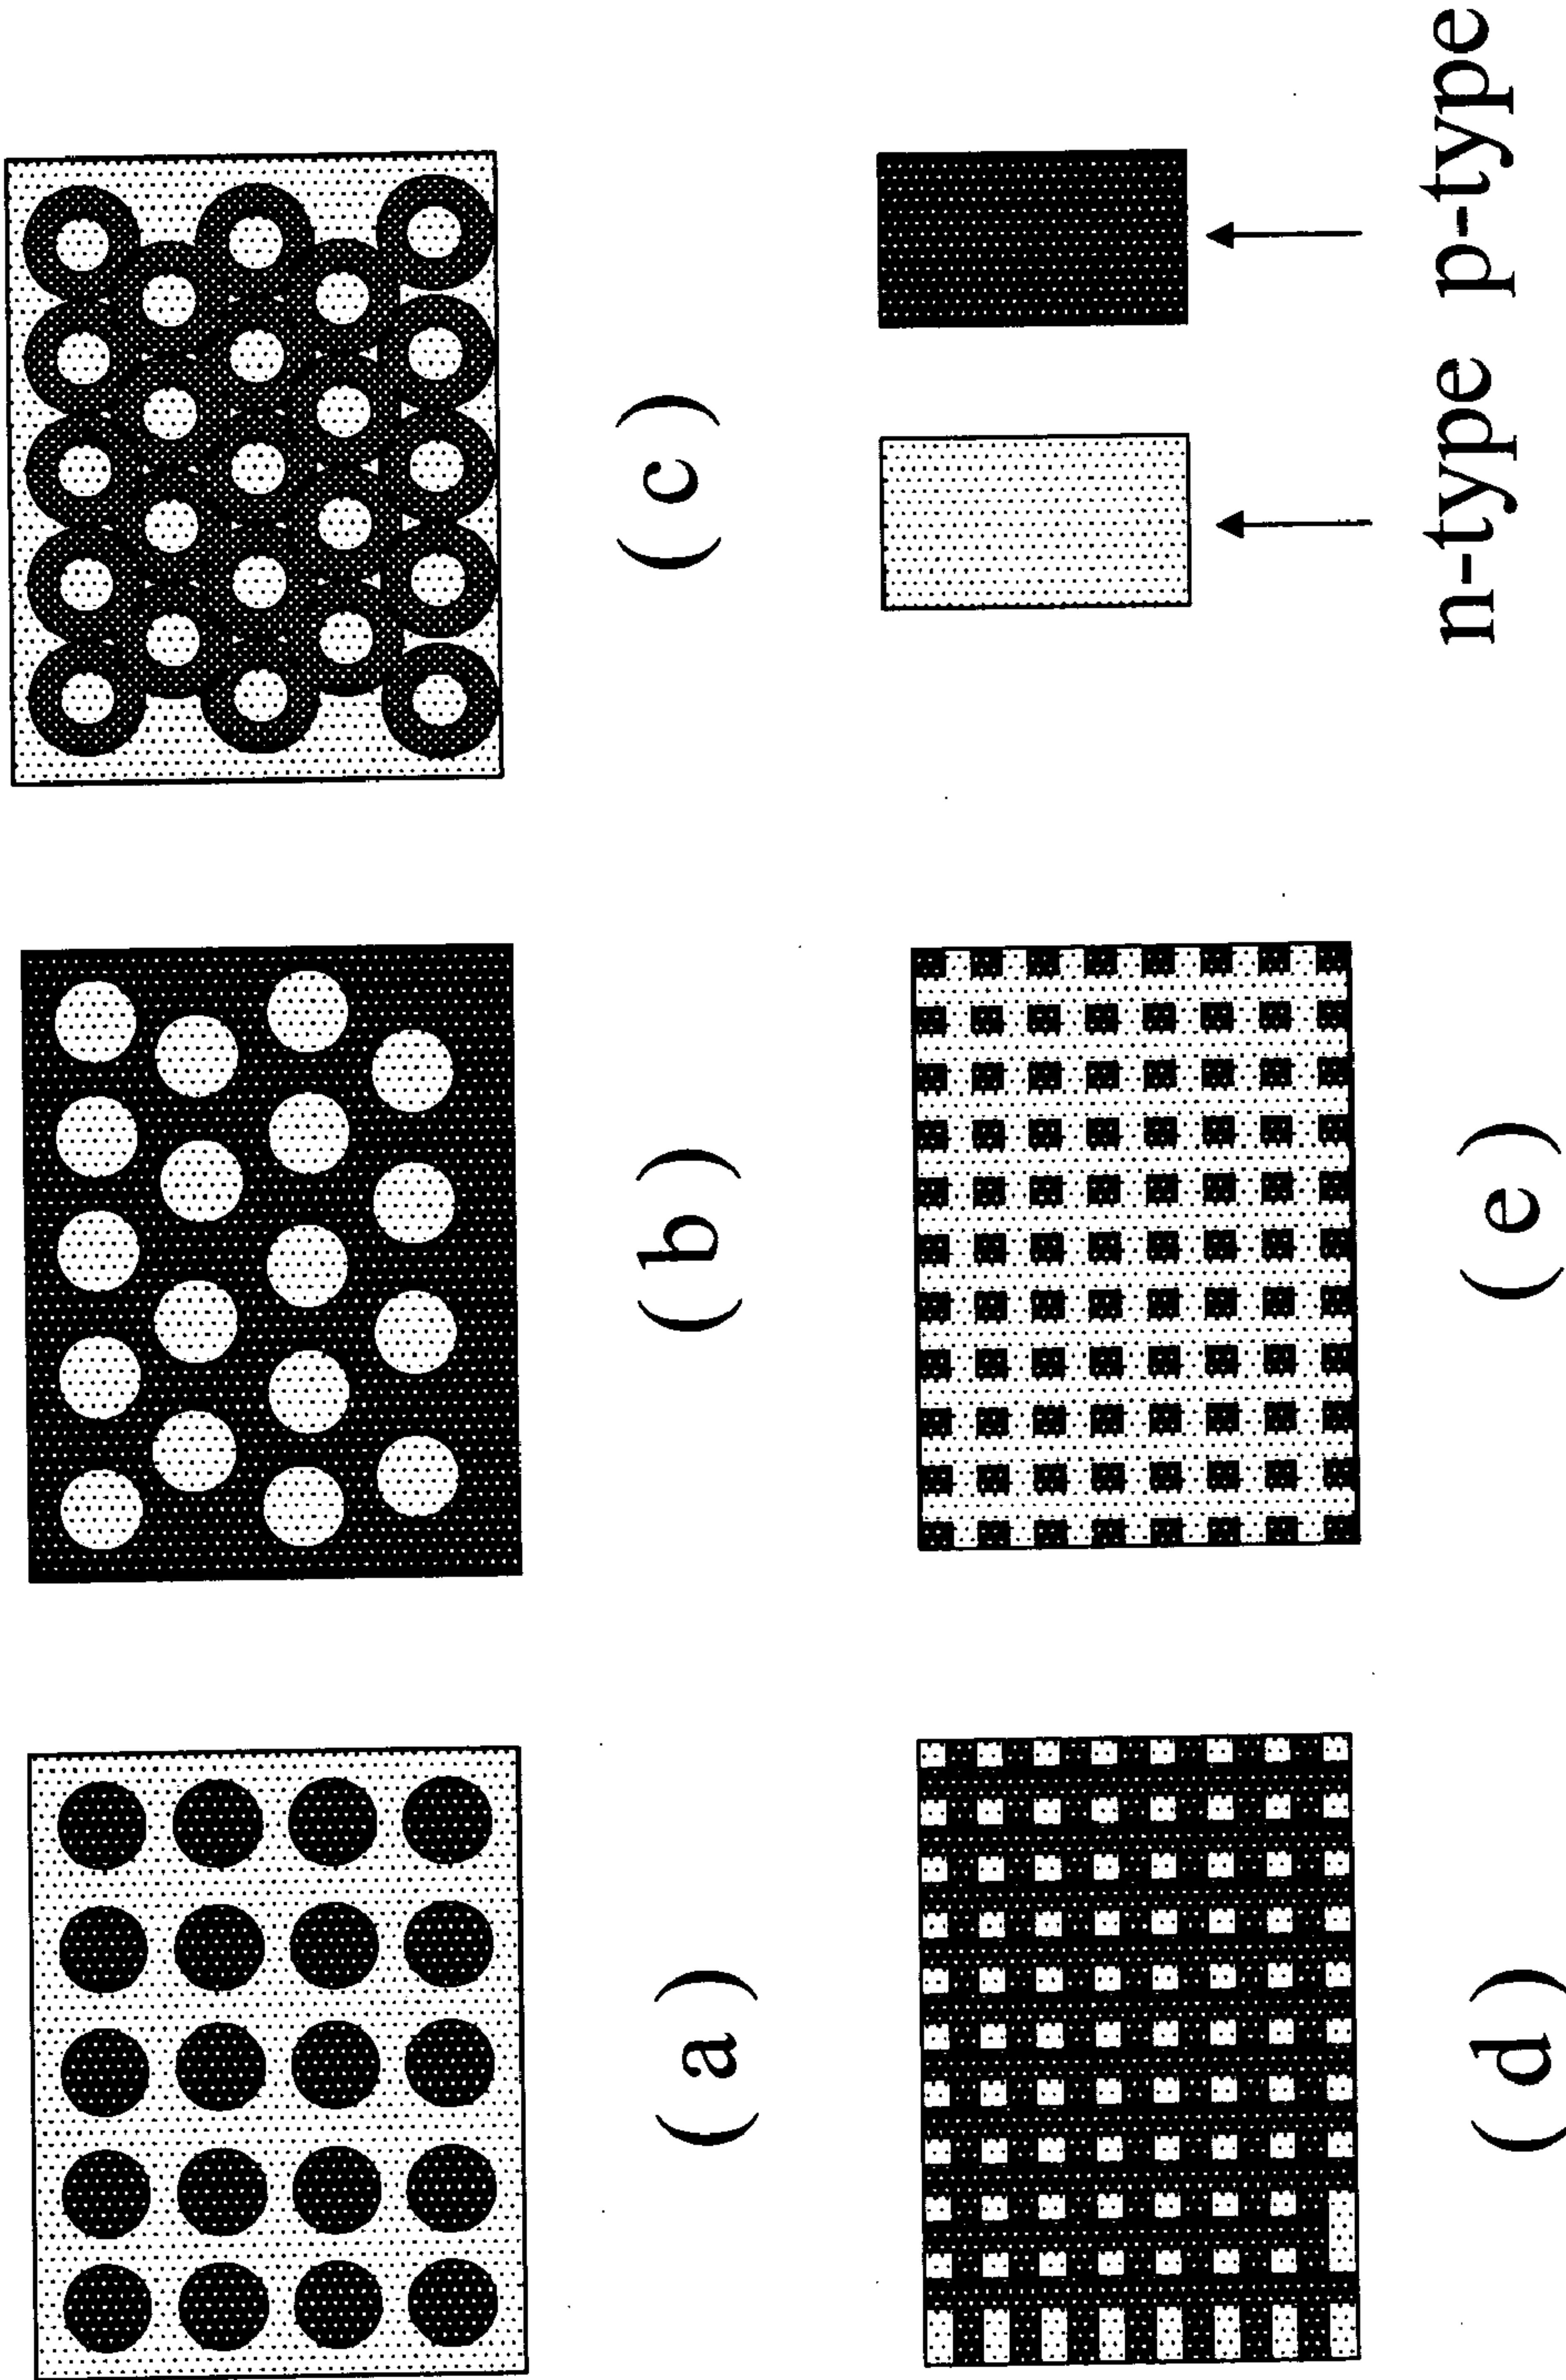 ( a )
( b )
( c )
( d )
( e )
n-type p-type